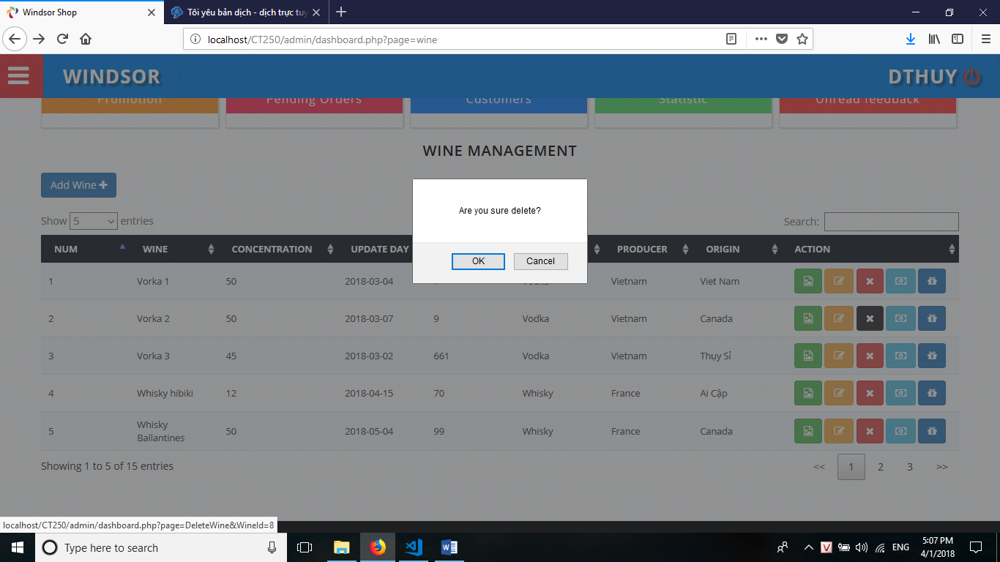 Windsor Shop
Tôi yêu bản dịch - dịch trực tuy
localhost/CT250/admin/dashboard.php?page=wine
WINDSOR
DTHUY
Promotion
Pending Orders
Customers
Statistic
Unread feedback
WINE MANAGEMENT
Add Wine
Are you sure delete?
OK Cancel
Show 5 entries
Search:
NUM WINE CONCENTRATION UPDATE DAY PRODUCER ORIGIN ACTION
1 Vorka 1 50 2018-03-04 Vodka Vietnam Viet Nam
2 Vorka 2 50 2018-03-07 9 Vodka Vietnam Canada
3 Vorka 3 45 2018-03-02 661 Vodka Vietnam Thụy Sĩ
4 Whisky hibiki 12 2018-04-15 70 Whisky France Ai Cập
5 Whisky Ballantines 50 2018-05-04 99 Whisky France Canada
Showing 1 to 5 of 15 entries
<< 1 2 3 >>
localhost/CT250/admin/dashboard.php?page=DeleteWine&WineId=8
Type here to search
ENG
5:07 PM
4/1/2018